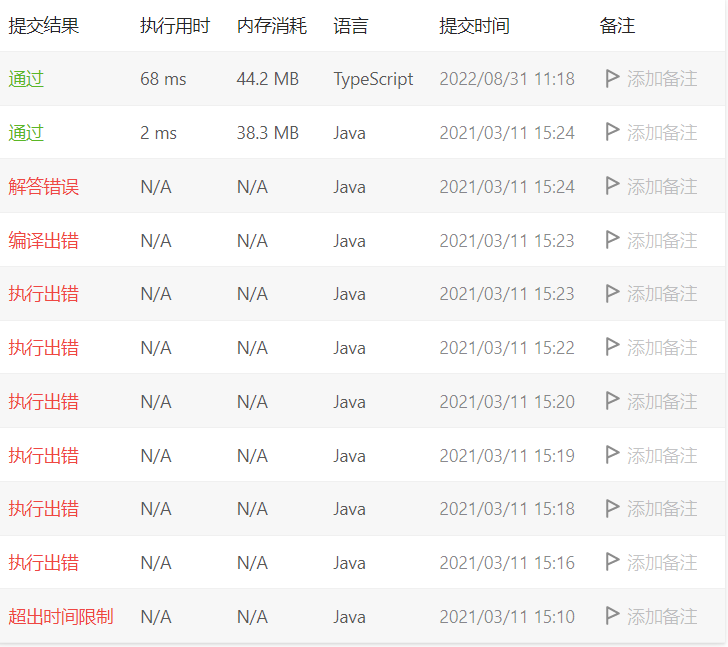 提交结果 执行用时 内存消耗 语言 提交时间 备注
通过 68 ms 44.2 MB TypeScript 2022/08/31 11:18 添加备注
通过 2 ms 38.3 MB Java 2021/03/11 15:24 添加备注
解答错误 N/A N/A Java 2021/03/11 15:24 添加备注
编译出错 N/A N/A Java 2021/03/11 15:23 添加备注
执行出错 N/A N/A Java 2021/03/11 15:23 添加备注
执行出错 N/A N/A Java 2021/03/11 15:22 添加备注
执行出错 N/A N/A Java 2021/03/11 15:20 添加备注
执行出错 N/A N/A Java 2021/03/11 15:19 添加备注
执行出错 N/A N/A Java 2021/03/11 15:18 添加备注
执行出错 N/A N/A Java 2021/03/11 15:16 添加备注
超出时间限制 N/A N/A Java 2021/03/11 15:10 添加备注